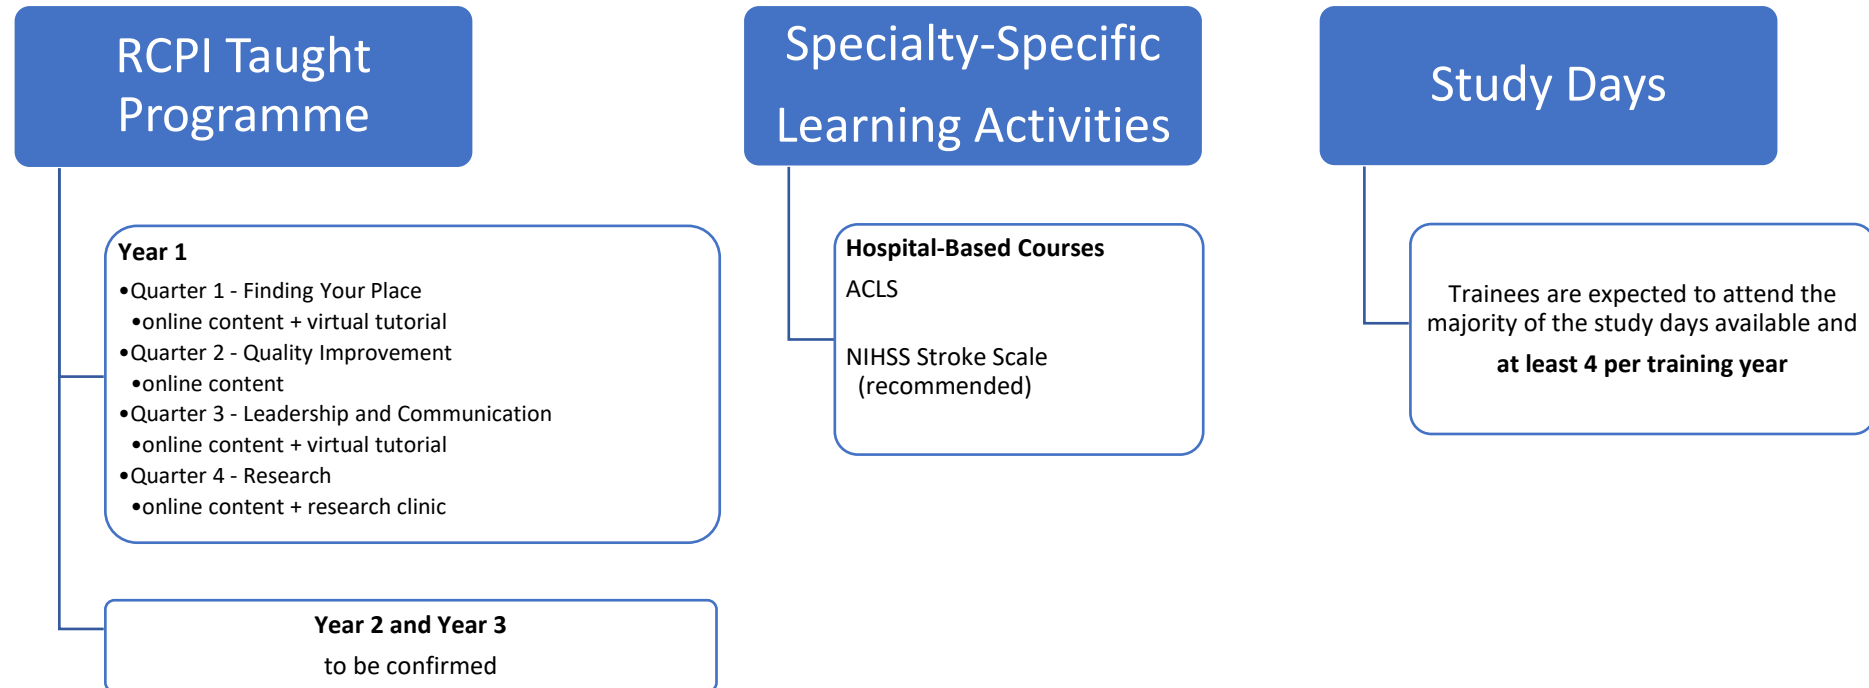 RCPI Taught
Programme
Year 1
•Quarter 1 - Finding Your Place
•online content + virtual tutorial
•Quarter 2 - Quality Improvement
•online content
•Quarter 3 - Leadership and Communication
•online content + virtual tutorial
•Quarter 4 - Research
•online content + research clinic
Year 2 and Year 3
to be confirmed
Specialty-Specific
Learning Activities
Hospital-Based Courses
ACLS
NIHSS Stroke Scale
(recommended)
Study Days
Trainees are expected to attend the
majority of the study days available and
at least 4 per training year